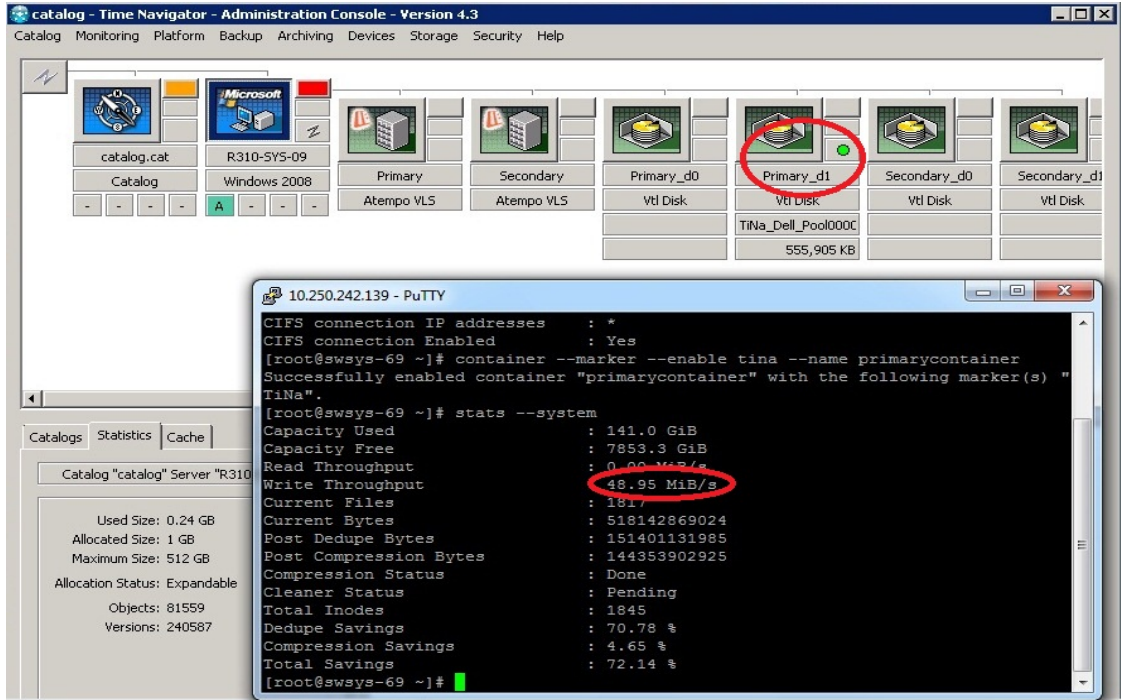 catalog - Time Navigator - Administration Console - Version 4.3
Catalog Monitoring Platform Backup Archiving Devices Storage Security Help
Microsoft
catalog.cat R310-SYS-09 Primary Secondary Primary_d0 Primary_d1 Secondary_d0 Secondary_d1
Catalog Windows 2008 Atempo VLS Atempo VLS Vtl Disk Vtl Disk Vtl Disk Vtl Disk
- - - - A - - -
TiNa_Dell_Pool0000
555,905 KB
10.250.242.139 - PuTTY
CIFS connection IP addresses : *
CIFS connection Enabled : Yes
[root@swsys-69 ~]# container --marker --enable tina --name primarycontainer
Successfully enabled container "primarycontainer" with the following marker(s) "
TiNa".
[root@swsys-69 ~]# stats --system
Capacity Used : 141.0 GiB
Capacity Free : 7853.3 GiB
Read Throughput : 0.00 MiB/s
Write Throughput : 48.95 MiB/s
Current Files : 1817
Current Bytes : 518142869024
Post Dedupe Bytes : 151401131985
Post Compression Bytes : 144353902925
Compression Status : Done
Cleaner Status : Pending
Total Inodes : 1845
Dedupe Savings : 70.78 %
Compression Savings : 4.65 %
Total Savings : 72.14 %
[root@swsys-69 ~]#
Catalogs Statistics Cache
Catalog "catalog" Server "R310
Used Size: 0.24 GB
Allocated Size: 1 GB
Maximum Size: 512 GB
Allocation Status: Expandable
Objects: 81559
Versions: 240587